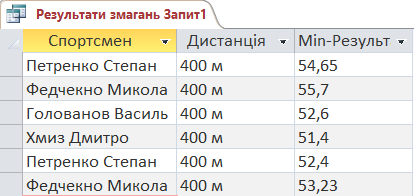 Результати змагань Запит1
Спортсмен Дистанція Min-Результ
Петренко Степан 400 м 54,65
Федчекно Микола 400 м 55,7
Голованов Василь 400 м 52,6
Хмиз Дмитро 400 м 51,4
Петренко Степан 400 м 52,4
Федчекно Микола 400 м 53,23